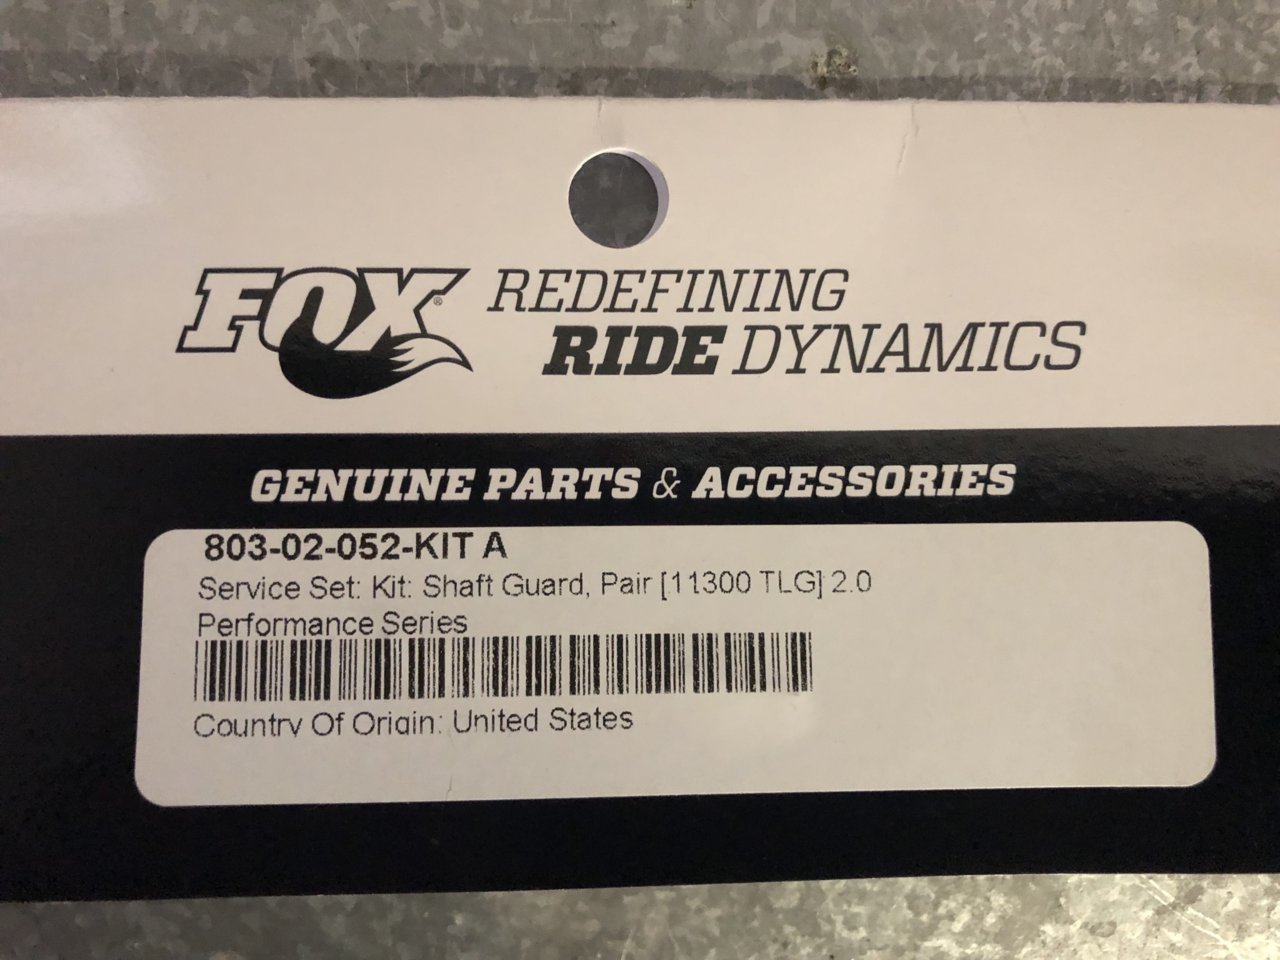 FOX® REDEFINING
RIDE DYNAMICS
GENUINE PARTS & ACCESSORIES
803-02-052-KIT A
Service Set: Kit: Shaft Guard, Pair [11300 TLG] 2.0
Performance Series
Country Of Origin: United States